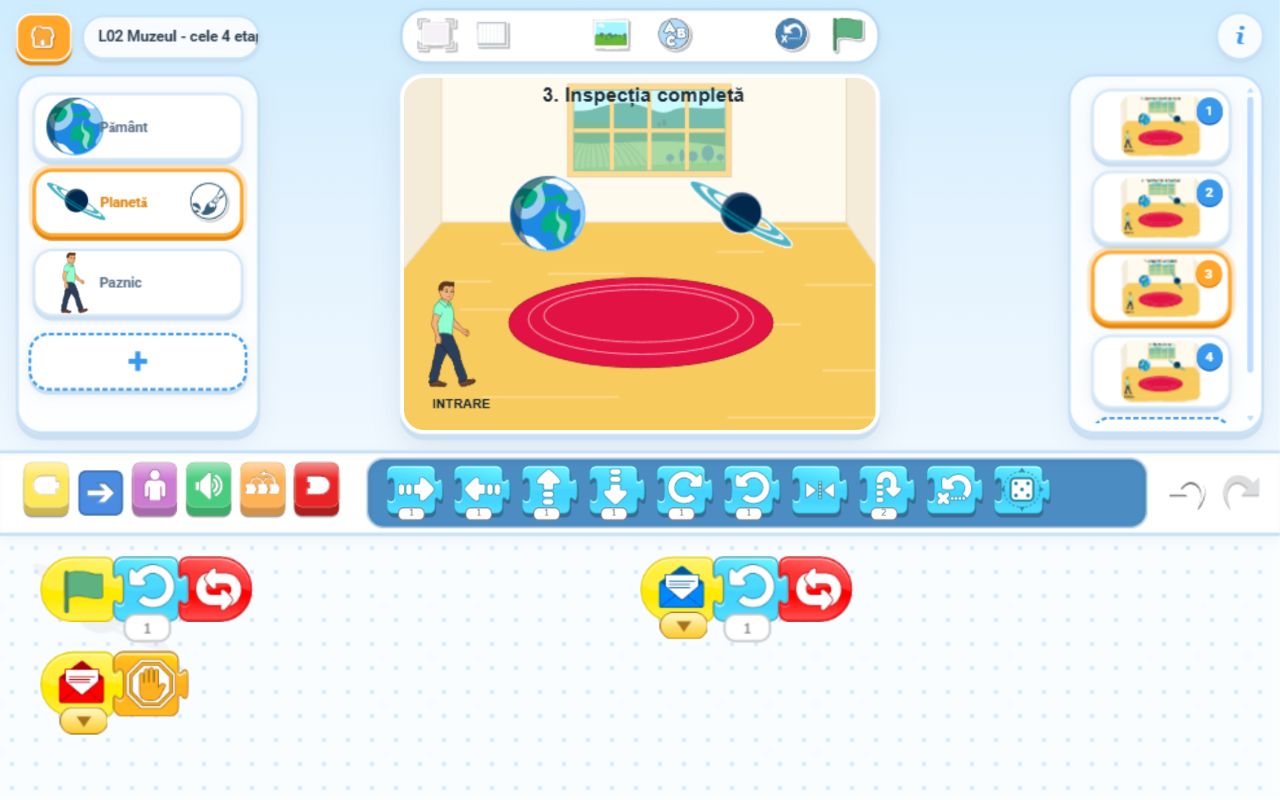 L02 Muzeul - cele 4 eta
i
Pământ
Planetă
Paznic
+
3. Inspecția completă
INTRARE
1
2
3
4
1
1
1
1
1
1
2
1
1